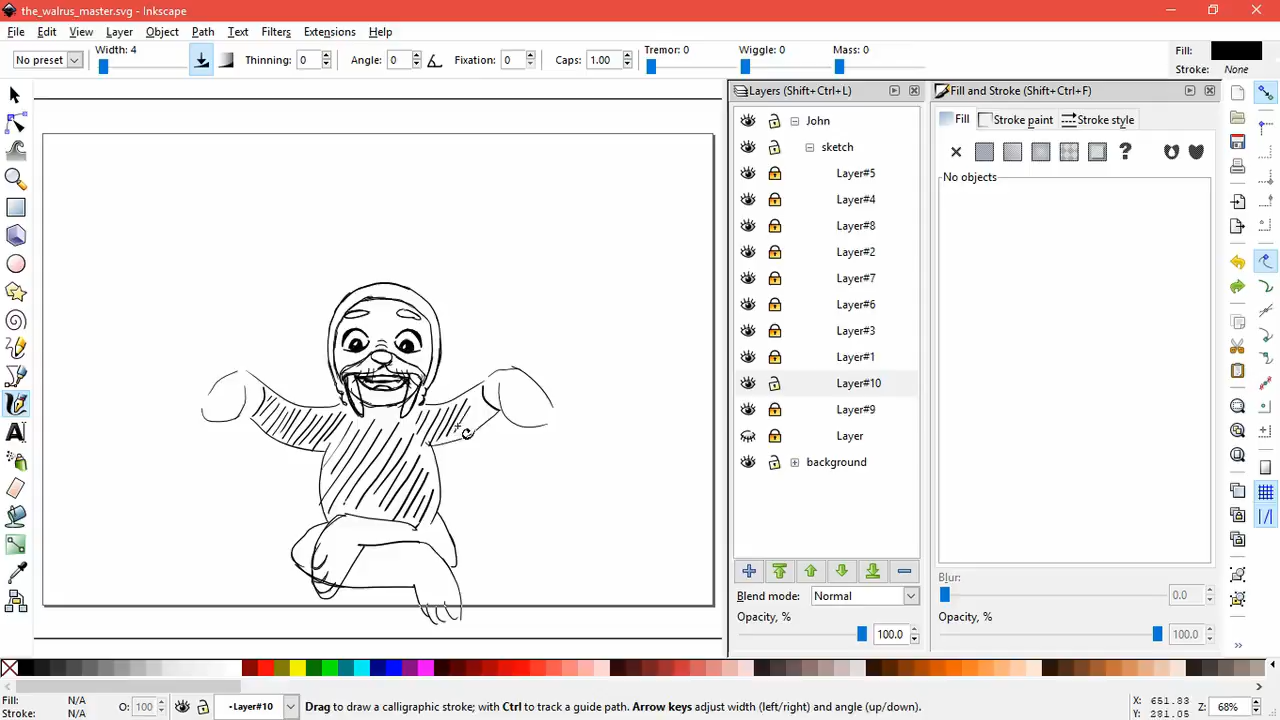 the_walrus_master.svg - Inkscape
File Edit View Layer Object Path Text Filters Extensions Help
No preset Width: 4 Thinning: 0 Angle: 0 Fixation: 0 Caps: 1.00 Tremor: 0 Wiggle: 0 Mass: 0 Fill:
Stroke: None
Layers (Shift+Ctrl+L) Fill and Stroke (Shift+Ctrl+F)
John
sketch
Layer#5
Layer#4
Layer#8
Layer#2
Layer#7
Layer#6
Layer#3
Layer#1
Layer#10
Layer#9
Layer
background
Blend mode: Normal
Opacity, %
100.0
Fill Stroke paint Stroke style
?
No objects
Blur:
0.0
Opacity, %
100.0
Fill: N/A O: 100 Layer#10 Drag to draw a calligraphic stroke; with Ctrl to track a guide path. Arrow keys adjust width (left/right) and angle (up/down). X: 651.83 Z: 68%
Stroke: N/A Y: 281.05